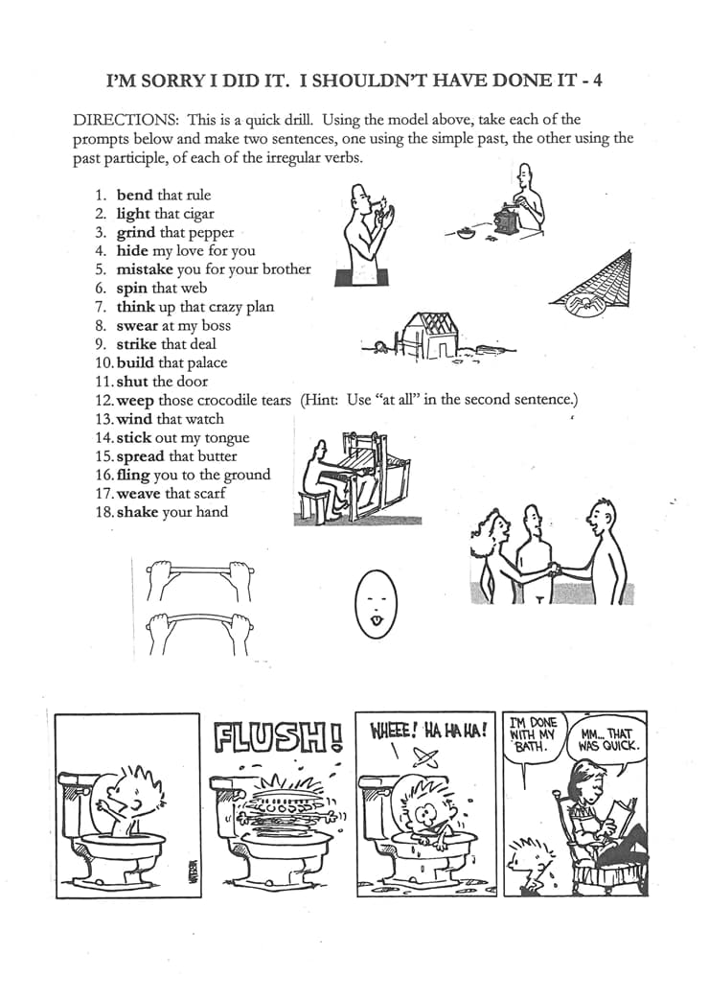 I'M SORRY I DID IT.  I SHOULDN'T HAVE DONE IT - 4
DIRECTIONS:  This is a quick drill.  Using the model above, take each of the
prompts below and make two sentences, one using the simple past, the other using the
past participle, of each of the irregular verbs.
1. bend that rule
2. light that cigar
3. grind that pepper
4. hide my love for you
5. mistake you for your brother
6. spin that web
7. think up that crazy plan
8. swear at my boss
9. strike that deal
10. build that palace
11. shut the door
12. weep those crocodile tears  (Hint:  Use "at all" in the second sentence.)
13. wind that watch
14. stick out my tongue
15. spread that butter
16. fling you to the ground
17. weave that scarf
18. shake your hand
FLUSH!
WHEEE! HA HA HA!
I'M DONE
WITH MY
BATH.
MM... THAT
WAS QUICK.